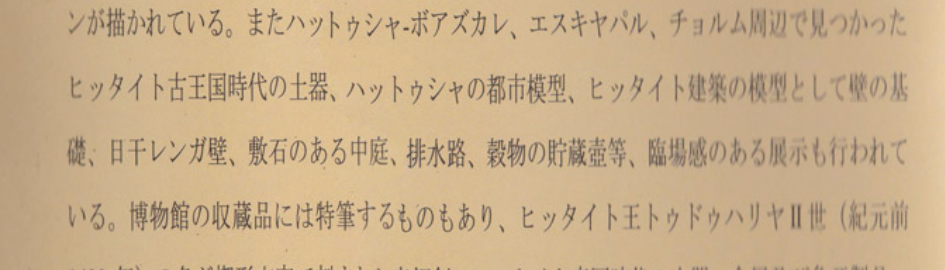 ンが描かれている。またハットゥシャ-ボアズカレ、エスキヤパル、チョルム周辺で見つかった
ヒッタイト古王国時代の土器、ハットゥシャの都市模型、ヒッタイト建築の模型として壁の基
礎、日干レンガ壁、敷石のある中庭、排水路、穀物の貯蔵壺等、臨場感のある展示も行われて
いる。博物館の収蔵品には特筆するものもあり、ヒッタイト王トゥドゥハリヤII世（紀元前